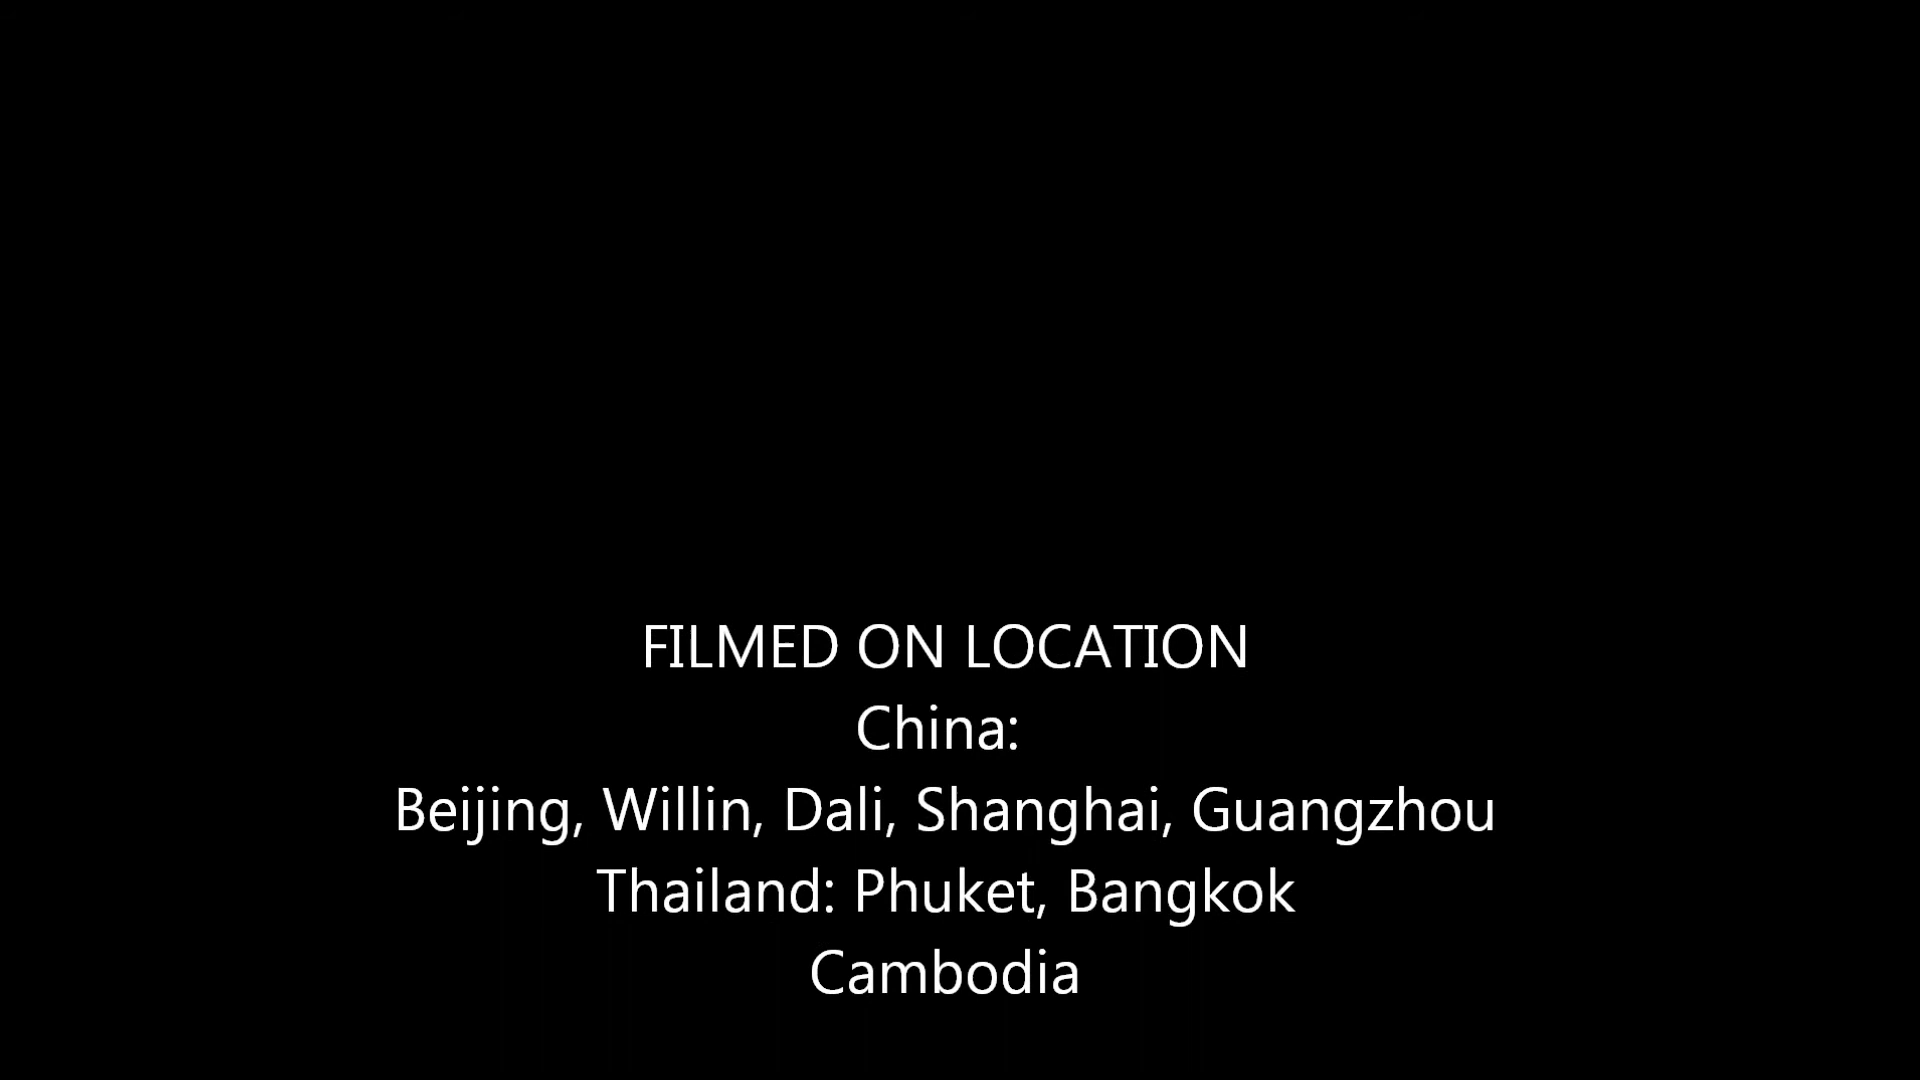 FILMED ON LOCATION
China:
Beijing, Willin, Dali, Shanghai, Guangzhou
Thailand: Phuket, Bangkok
Cambodia